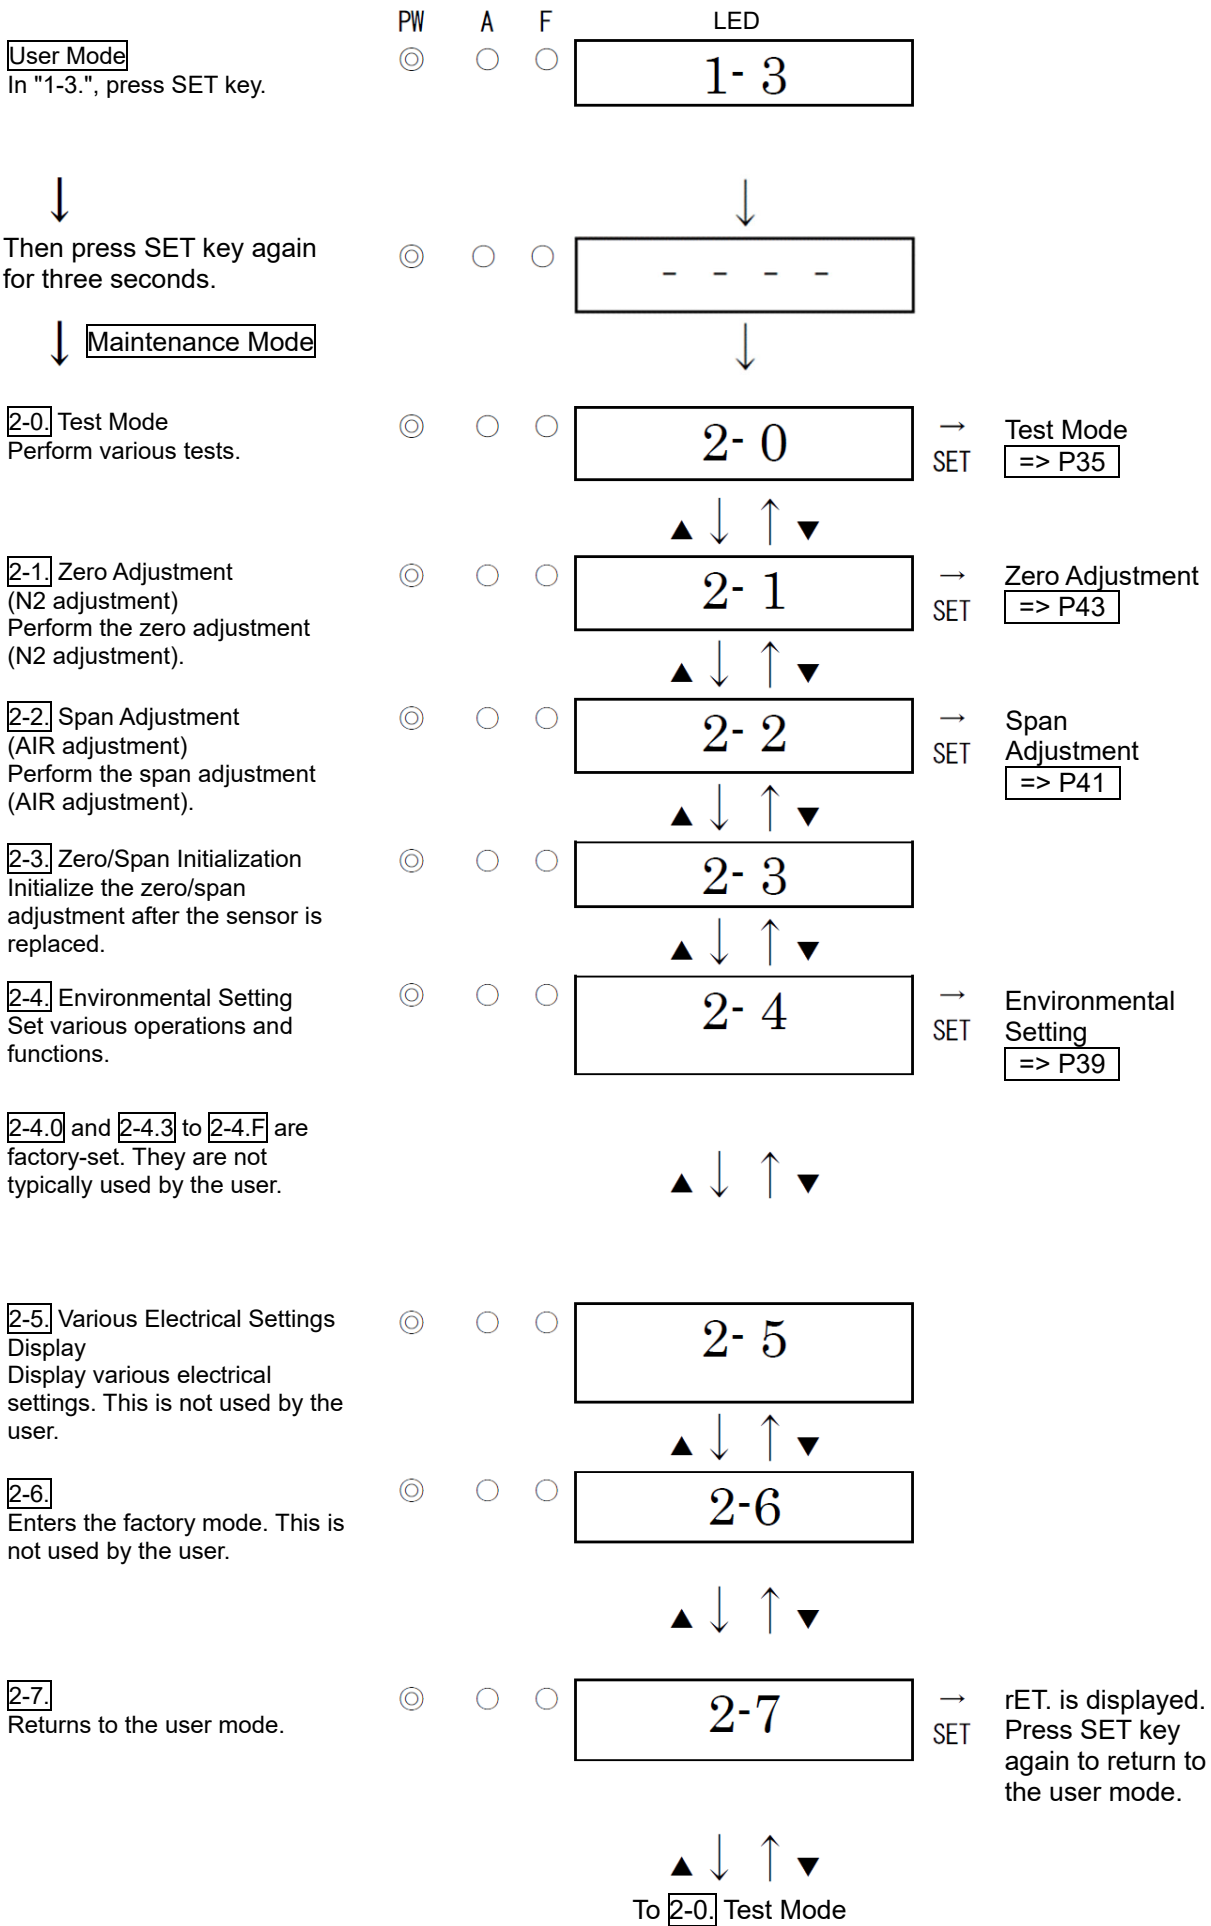 PW A F LED
User Mode
In "1-3.", press SET key.
◎ ○ ○ 1- 3
↓ ↓
Then press SET key again
for three seconds.
◎ ○ ○ - - - -
↓ Maintenance Mode ↓
2-0. Test Mode
Perform various tests.
◎ ○ ○ 2- 0
→
SET
Test Mode
=> P35
▲ ↓ ↑ ▼
2-1. Zero Adjustment
(N2 adjustment)
Perform the zero adjustment
(N2 adjustment).
◎ ○ ○ 2- 1
→
SET
Zero Adjustment
=> P43
▲ ↓ ↑ ▼
2-2. Span Adjustment
(AIR adjustment)
Perform the span adjustment
(AIR adjustment).
◎ ○ ○ 2- 2
→
SET
Span
Adjustment
=> P41
▲ ↓ ↑ ▼
2-3. Zero/Span Initialization
Initialize the zero/span
adjustment after the sensor is
replaced.
◎ ○ ○ 2- 3
▲ ↓ ↑ ▼
2-4. Environmental Setting
Set various operations and
functions.
◎ ○ ○ 2- 4
→
SET
Environmental
Setting
=> P39
2-4.0 and 2-4.3 to 2-4.F are
factory-set. They are not
typically used by the user.
▲ ↓ ↑ ▼
2-5. Various Electrical Settings
Display
Display various electrical
settings. This is not used by the
user.
◎ ○ ○ 2- 5
▲ ↓ ↑ ▼
2-6.
Enters the factory mode. This is
not used by the user.
◎ ○ ○ 2-6
▲ ↓ ↑ ▼
2-7.
Returns to the user mode.
◎ ○ ○ 2-7
→
SET
rET. is displayed.
Press SET key
again to return to
the user mode.
▲ ↓ ↑ ▼
To 2-0. Test Mode